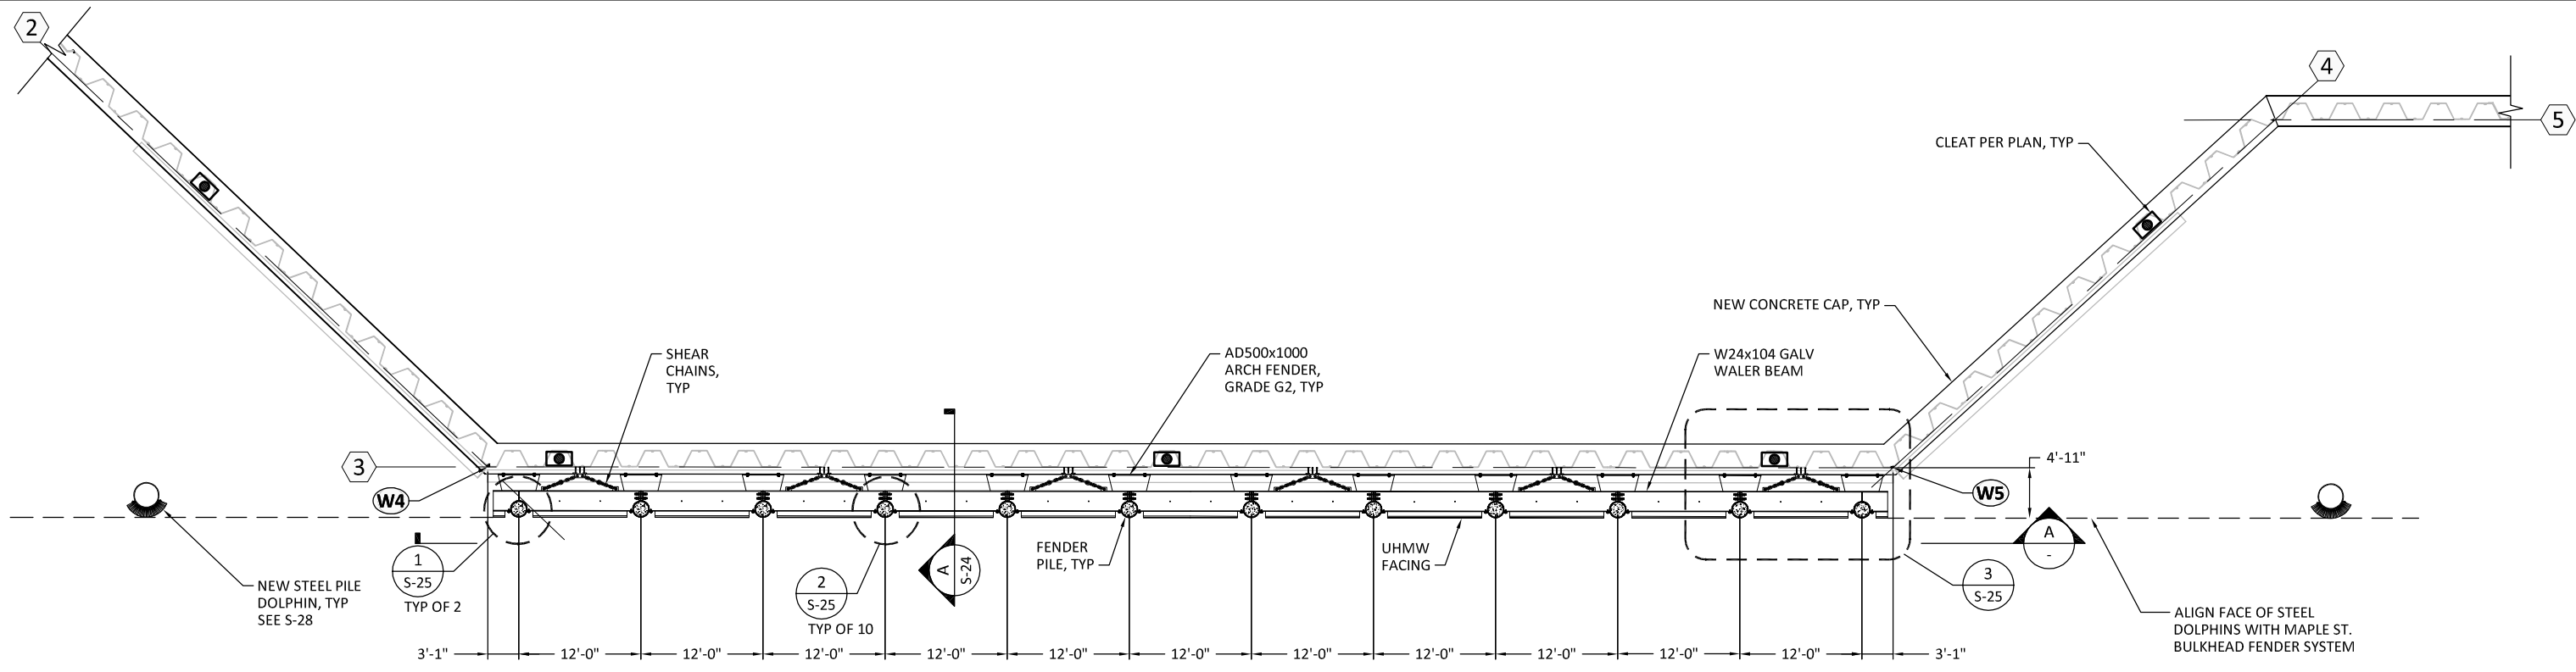 2
4
5
CLEAT PER PLAN, TYP
NEW CONCRETE CAP, TYP
SHEAR
CHAINS,
TYP
AD500x1000
ARCH FENDER,
GRADE G2, TYP
W24x104 GALV
WALER BEAM
3
W4
W5
4'-11"
FENDER
PILE, TYP
UHMW
FACING
A
S-24
A
-
1
S-25
TYP OF 2
2
S-25
TYP OF 10
3
S-25
NEW STEEL PILE
DOLPHIN, TYP
SEE S-28
ALIGN FACE OF STEEL
DOLPHINS WITH MAPLE ST.
BULKHEAD FENDER SYSTEM
3'-1" 12'-0" 12'-0" 12'-0" 12'-0" 12'-0" 12'-0" 12'-0" 12'-0" 12'-0" 12'-0" 12'-0" 3'-1"